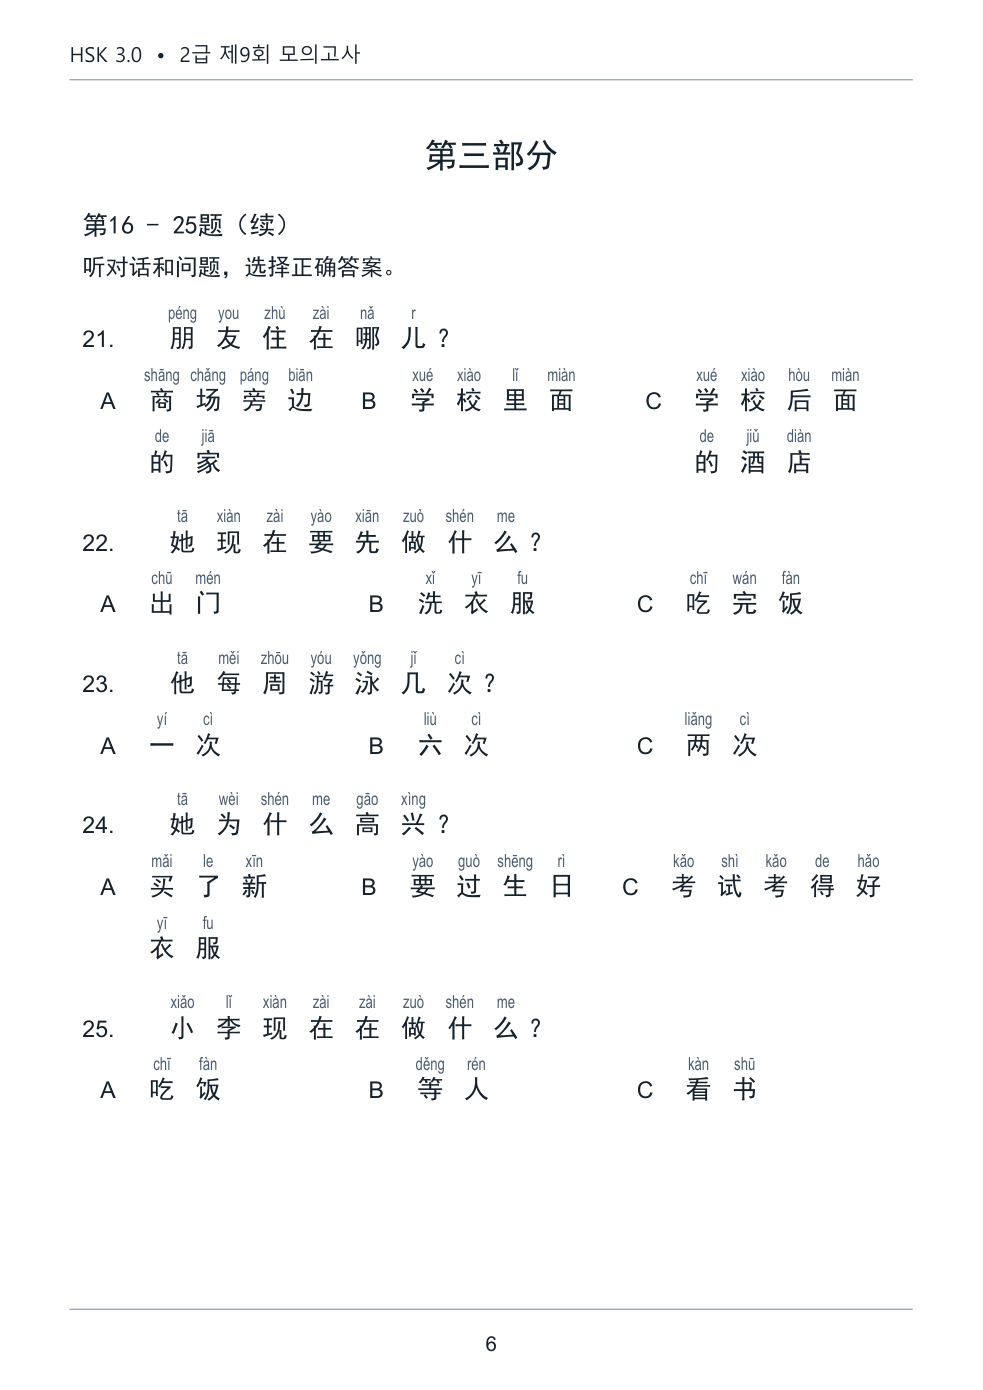 HSK 3.0 • 2급 제9회 모의고사
第三部分
第16 - 25题（续）
听对话和问题，选择正确答案。
péng you zhù zài nǎ r
21. 朋友住在哪儿？
shāng chǎng páng biān xué xiào lǐ miàn xué xiào hòu miàn
A 商场旁边 B 学校里面 C 学校后面
de jiā de jiǔ diàn
的家 的酒店
tā xiàn zài yào xiān zuò shén me
22. 她现在要先做什么？
chū mén xǐ yī fu chī wán fàn
A 出门 B 洗衣服 C 吃完饭
tā měi zhōu yóu yǒng jǐ cì
23. 他每周游泳几次？
yí cì liù cì liǎng cì
A 一次 B 六次 C 两次
tā wèi shén me gāo xìng
24. 她为什么高兴？
mǎi le xīn yào guò shēng rì kǎo shì kǎo de hǎo
A 买了新 B 要过生日 C 考试考得好
yī fu
衣服
xiǎo lǐ xiàn zài zài zuò shén me
25. 小李现在在做什么？
chī fàn děng rén kàn shū
A 吃饭 B 等人 C 看书
6